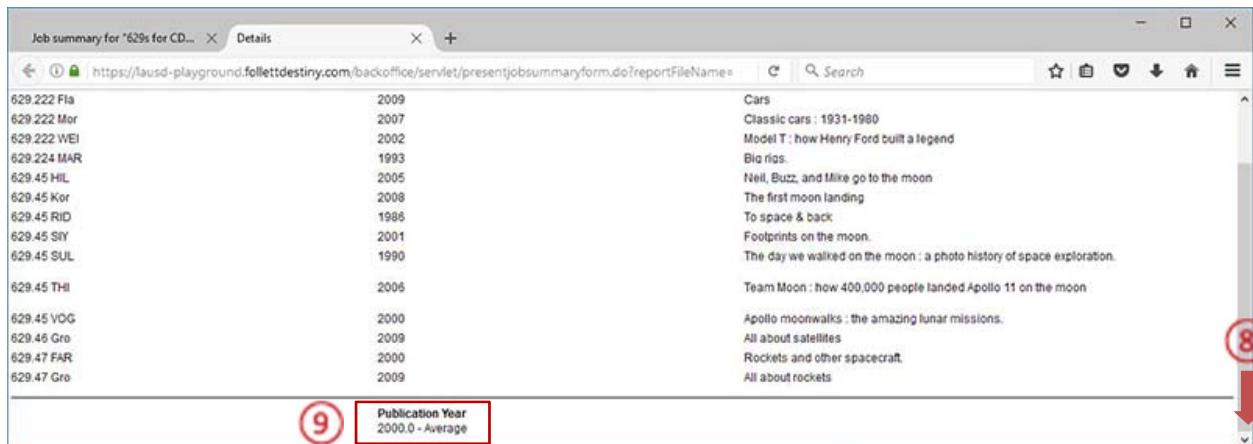 Job summary for "629s for CD... Details
https://lausd-playground.follettdestiny.com/backoffice/servlet/presentjobsummaryform.do?reportFileName= Search
629.222 Fla 2009 Cars
629.222 Mor 2007 Classic cars : 1931-1980
629.222 WEI 2002 Model T : how Henry Ford built a legend
629.224 MAR 1993 Big rigs.
629.45 HIL 2005 Neil, Buzz, and Mike go to the moon
629.45 Kor 2008 The first moon landing
629.45 RID 1986 To space & back
629.45 SIY 2001 Footprints on the moon.
629.45 SUL 1990 The day we walked on the moon : a photo history of space exploration.
629.45 THI 2006 Team Moon : how 400,000 people landed Apollo 11 on the moon
629.45 VOG 2000 Apollo moonwalks : the amazing lunar missions.
629.46 Gro 2009 All about satellites
629.47 FAR 2000 Rockets and other spacecraft.
629.47 Gro 2009 All about rockets
8
9 Publication Year
2000.0 - Average